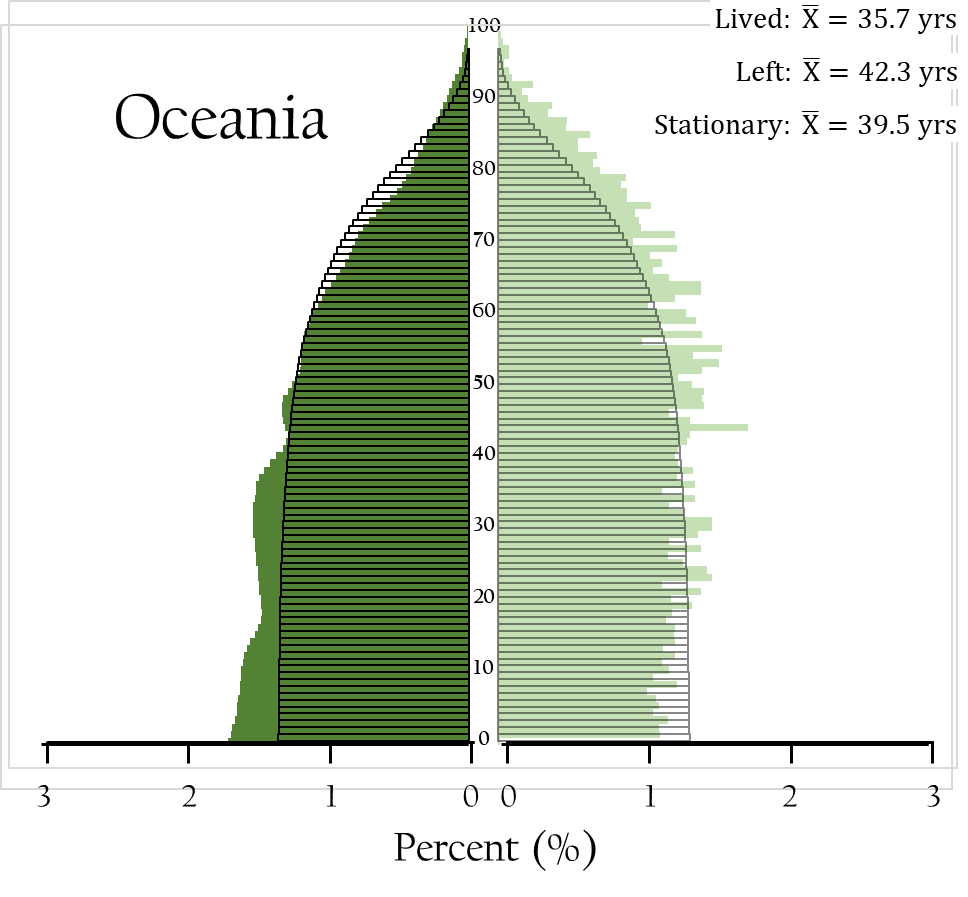 Lived: X̅ = 35.7 yrs
Left: X̅ = 42.3 yrs
Stationary: X̅ = 39.5 yrs
Oceania
100
90
80
70
60
50
40
30
20
10
0
3 2 1 0 0 1 2 3
Percent (%)